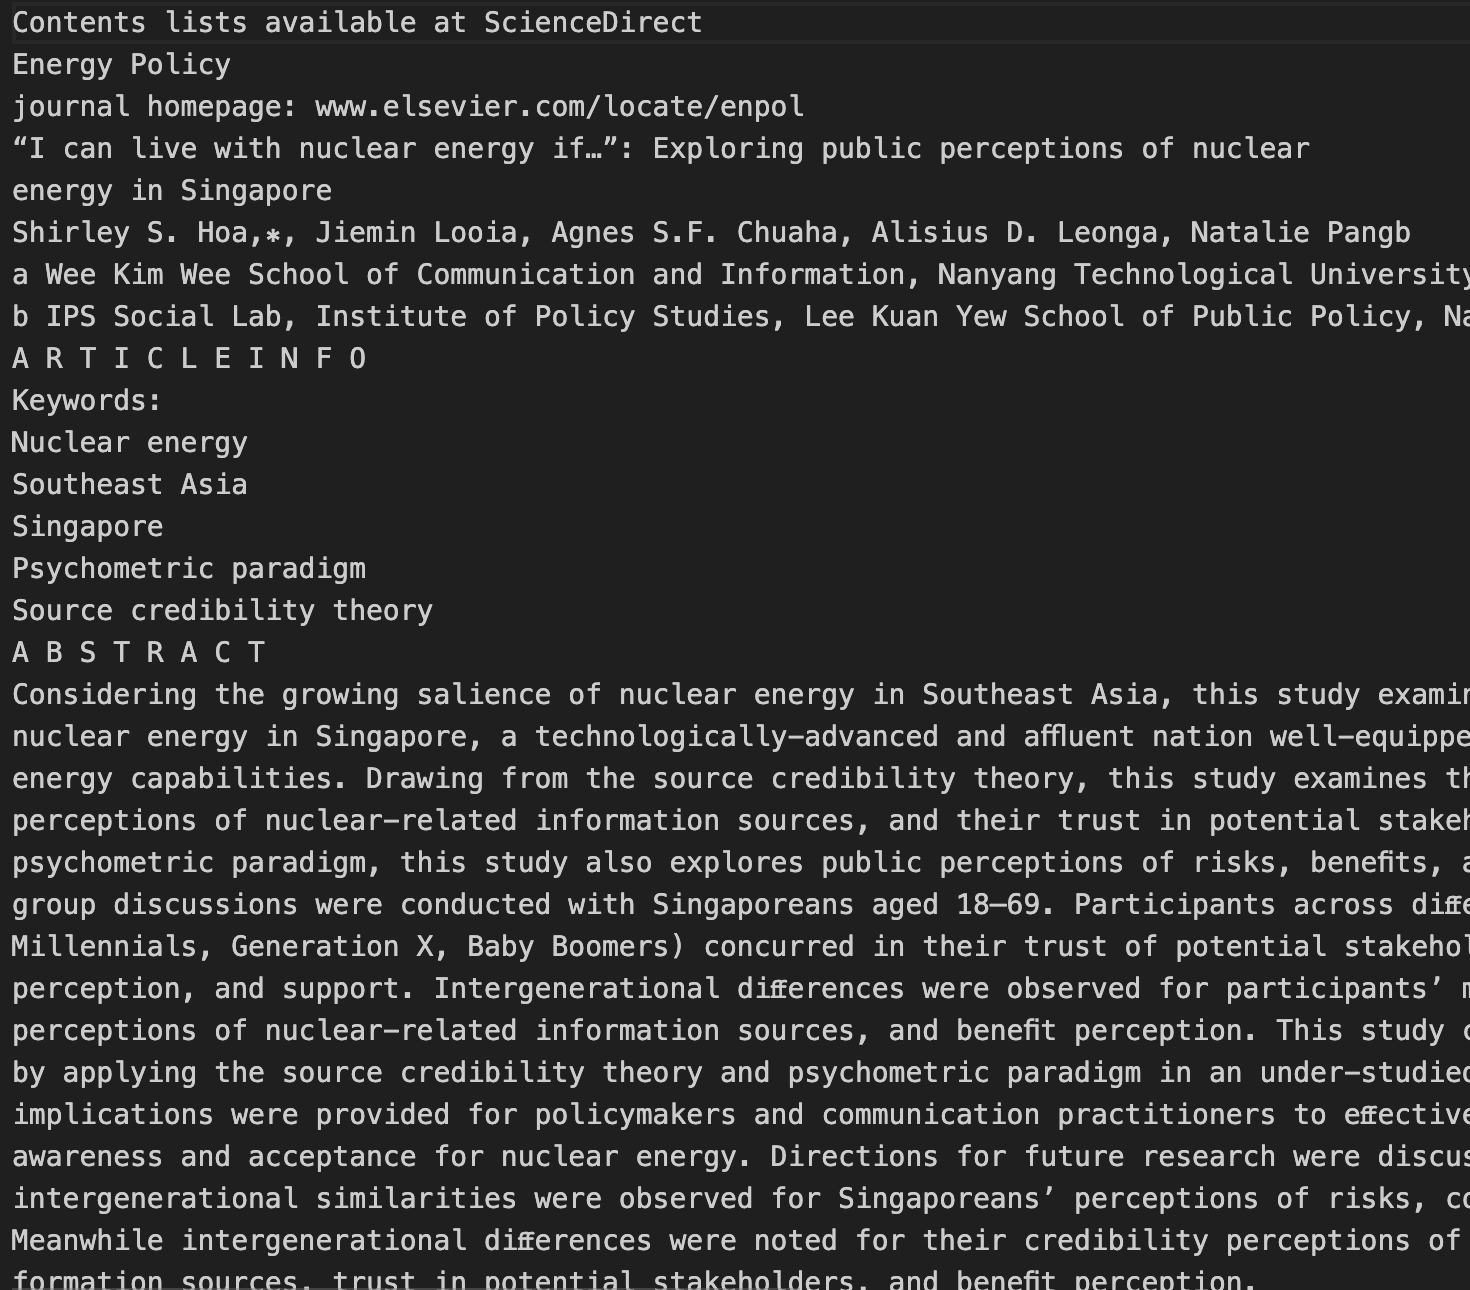 Contents lists available at ScienceDirect
Energy Policy
journal homepage: www.elsevier.com/locate/enpol
“I can live with nuclear energy if…”: Exploring public perceptions of nuclear
energy in Singapore
Shirley S. Hoa,⁎, Jiemin Looia, Agnes S.F. Chuaha, Alisius D. Leonga, Natalie Pangb
a Wee Kim Wee School of Communication and Information, Nanyang Technological University
b IPS Social Lab, Institute of Policy Studies, Lee Kuan Yew School of Public Policy, Na
A R T I C L E I N F O
Keywords:
Nuclear energy
Southeast Asia
Singapore
Psychometric paradigm
Source credibility theory
A B S T R A C T
Considering the growing salience of nuclear energy in Southeast Asia, this study examin
nuclear energy in Singapore, a technologically-advanced and affluent nation well-equippe
energy capabilities. Drawing from the source credibility theory, this study examines th
perceptions of nuclear-related information sources, and their trust in potential stakeh
psychometric paradigm, this study also explores public perceptions of risks, benefits, a
group discussions were conducted with Singaporeans aged 18–69. Participants across diffe
Millennials, Generation X, Baby Boomers) concurred in their trust of potential stakehol
perception, and support. Intergenerational differences were observed for participants’ m
perceptions of nuclear-related information sources, and benefit perception. This study c
by applying the source credibility theory and psychometric paradigm in an under-studied
implications were provided for policymakers and communication practitioners to effective
awareness and acceptance for nuclear energy. Directions for future research were discus
intergenerational similarities were observed for Singaporeans’ perceptions of risks, co
Meanwhile intergenerational differences were noted for their credibility perceptions of
formation sources, trust in potential stakeholders, and benefit perception.